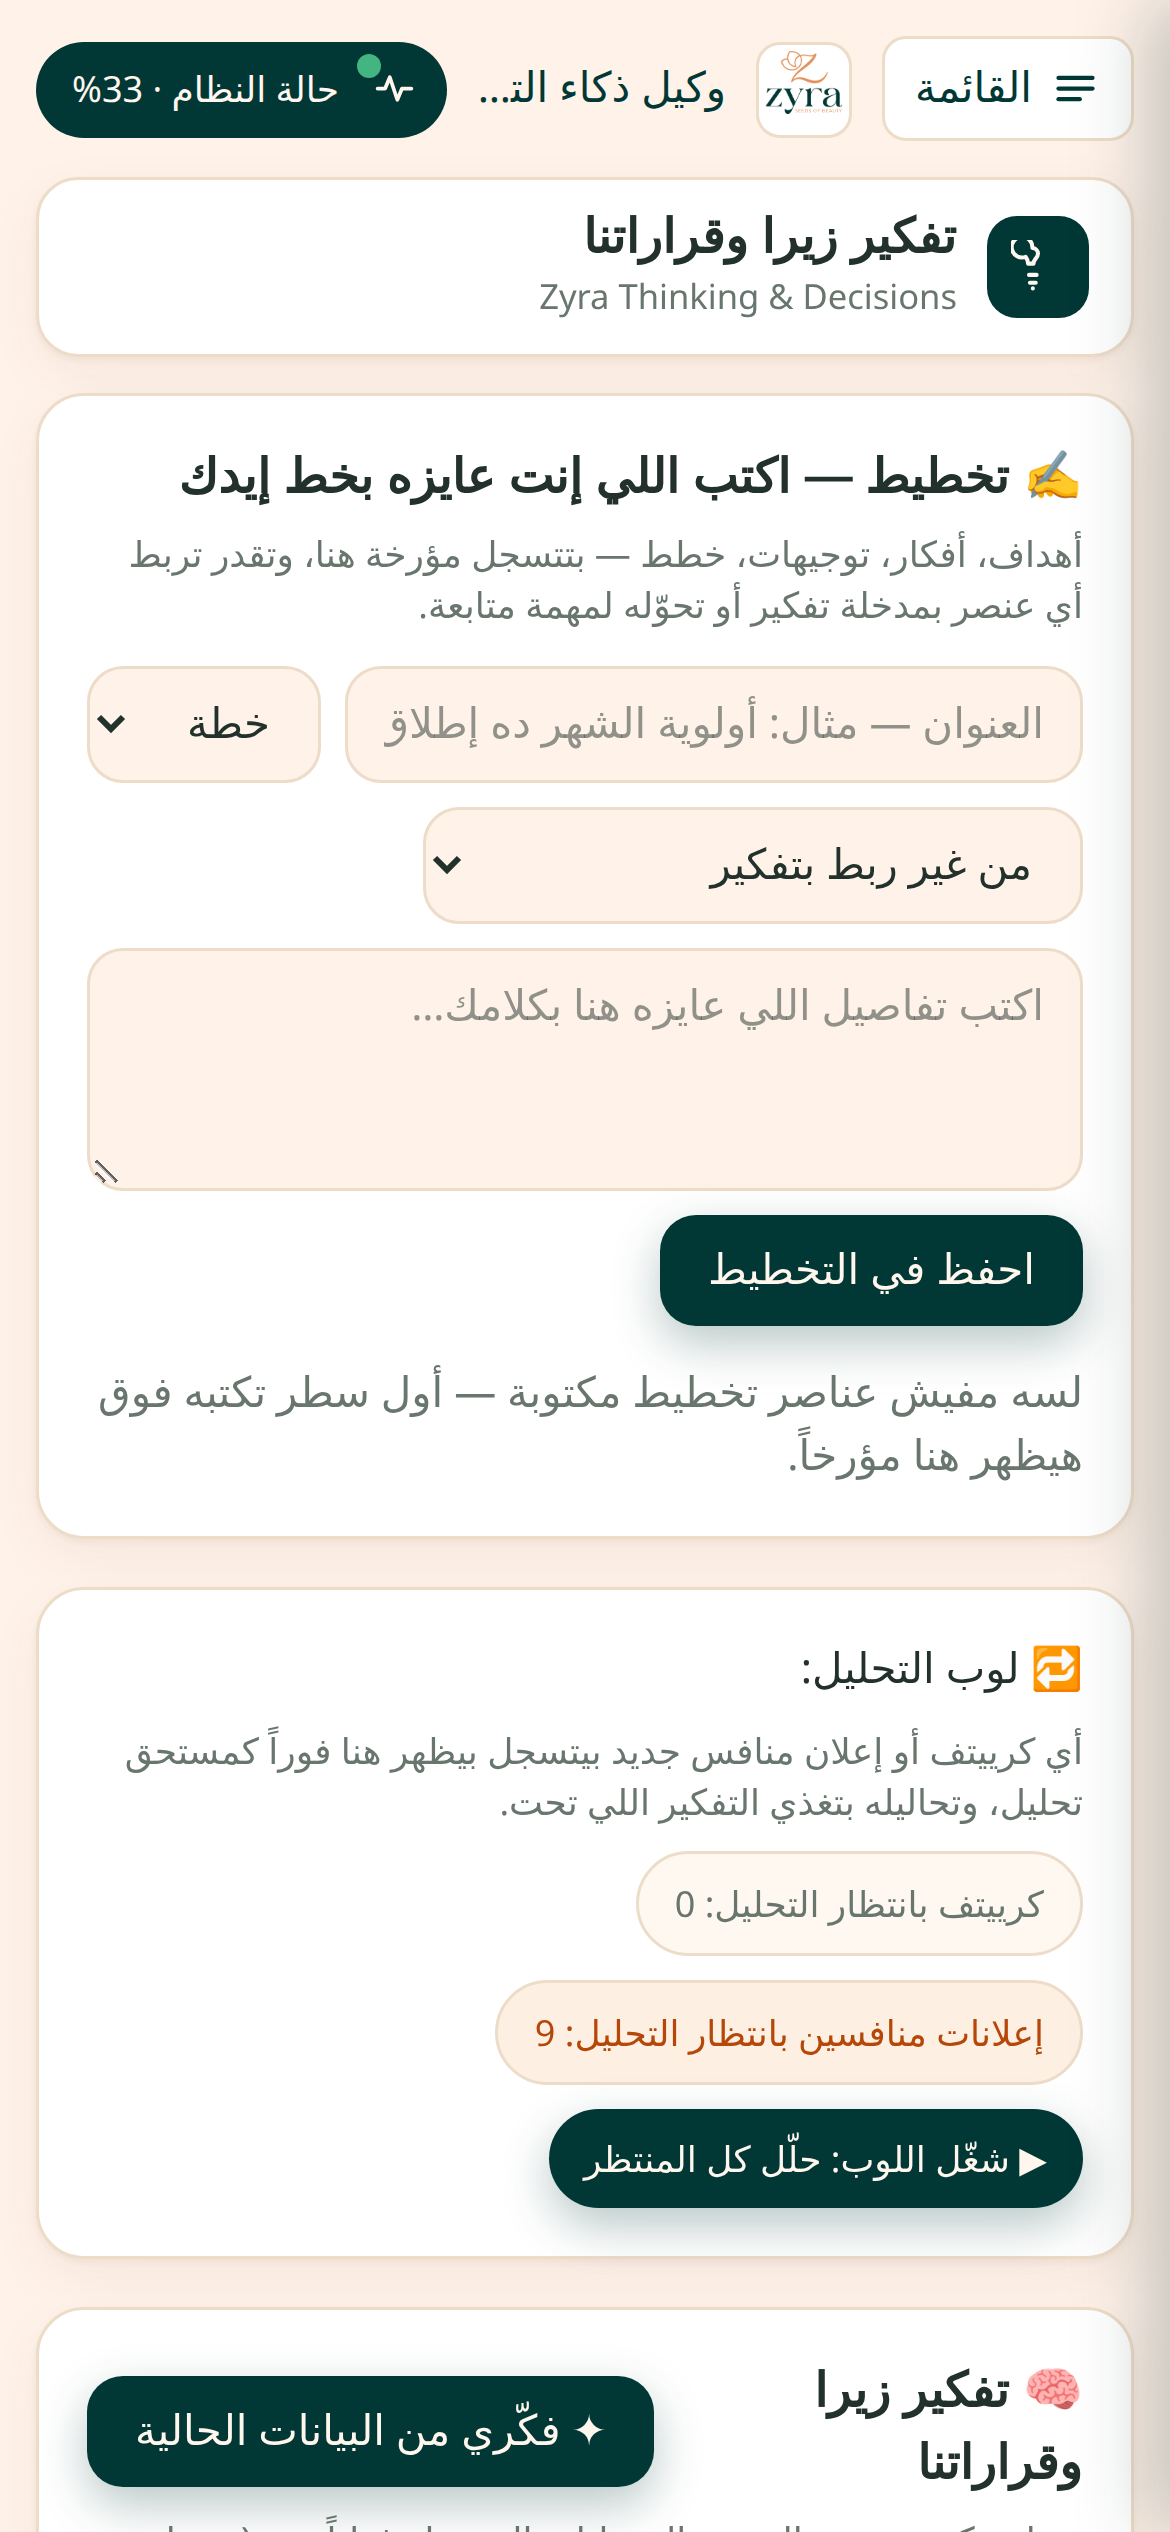 القائمة
zyra
وكيل ذكاء الت...
حالة النظام · 33%
تفكير زيرا وقراراتنا
Zyra Thinking & Decisions
✍️ تخطيط — اكتب اللي إنت عايزه بخط إيدك
أهداف، أفكار، توجيهات، خطط — بتتسجل مؤرخة هنا، وتقدر تربط
أي عنصر بمدخلة تفكير أو تحوّله لمهمة متابعة.
العنوان — مثال: أولوية الشهر ده إطلاق
خطة
من غير ربط بتفكير
اكتب تفاصيل اللي عايزه هنا بكلامك...
احفظ في التخطيط
لسه مفيش عناصر تخطيط مكتوبة — أول سطر تكتبه فوق
هيظهر هنا مؤرخاً.
🔁 لوب التحليل:
أي كرييتف أو إعلان منافس جديد بيتسجل بيظهر هنا فوراً كمستحق
تحليل، وتحاليله بتغذي التفكير اللي تحت.
كرييتف بانتظار التحليل: 0
إعلانات منافسين بانتظار التحليل: 9
▶ شغّل اللوب: حلّل كل المنتظر
🧠 تفكير زيرا
وقراراتنا
✦ فكّري من البيانات الحالية